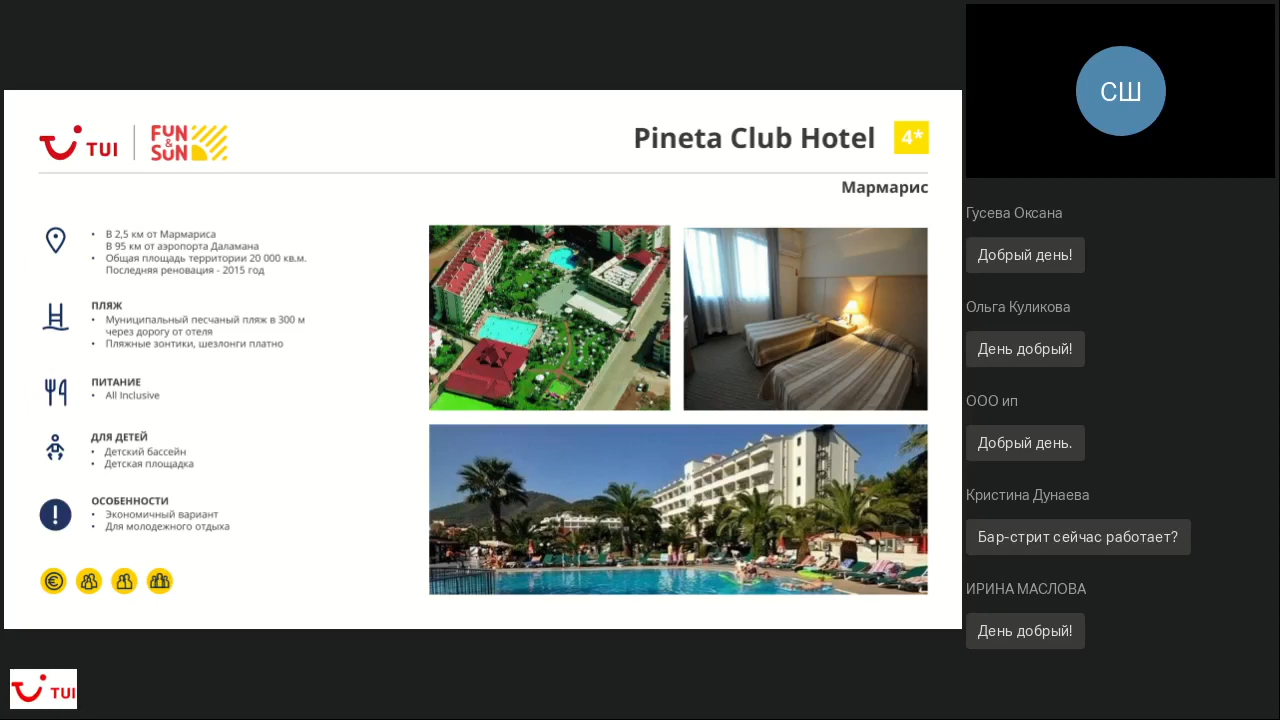 TUI
FUN
&
SUN
Pineta Club Hotel
4*
Мармарис
• В 2,5 км от Мармариса
В 95 км от аэропорта Даламана
• Общая площадь территории 20 000 кв.м.
Последняя реновация - 2015 год
ПЛЯЖ
• Муниципальный песчаный пляж в 300 м
через дорогу от отеля
• Пляжные зонтики, шезлонги платно
ПИТАНИЕ
• All Inclusive
ДЛЯ ДЕТЕЙ
• Детский бассейн
• Детская площадка
ОСОБЕННОСТИ
• Экономичный вариант
• Для молодежного отдыха
TUI
СШ
Гусева Оксана
Добрый день!
Ольга Куликова
День добрый!
ООО ип
Добрый день.
Кристина Дунаева
Бар-стрит сейчас работает?
ИРИНА МАСЛОВА
День добрый!